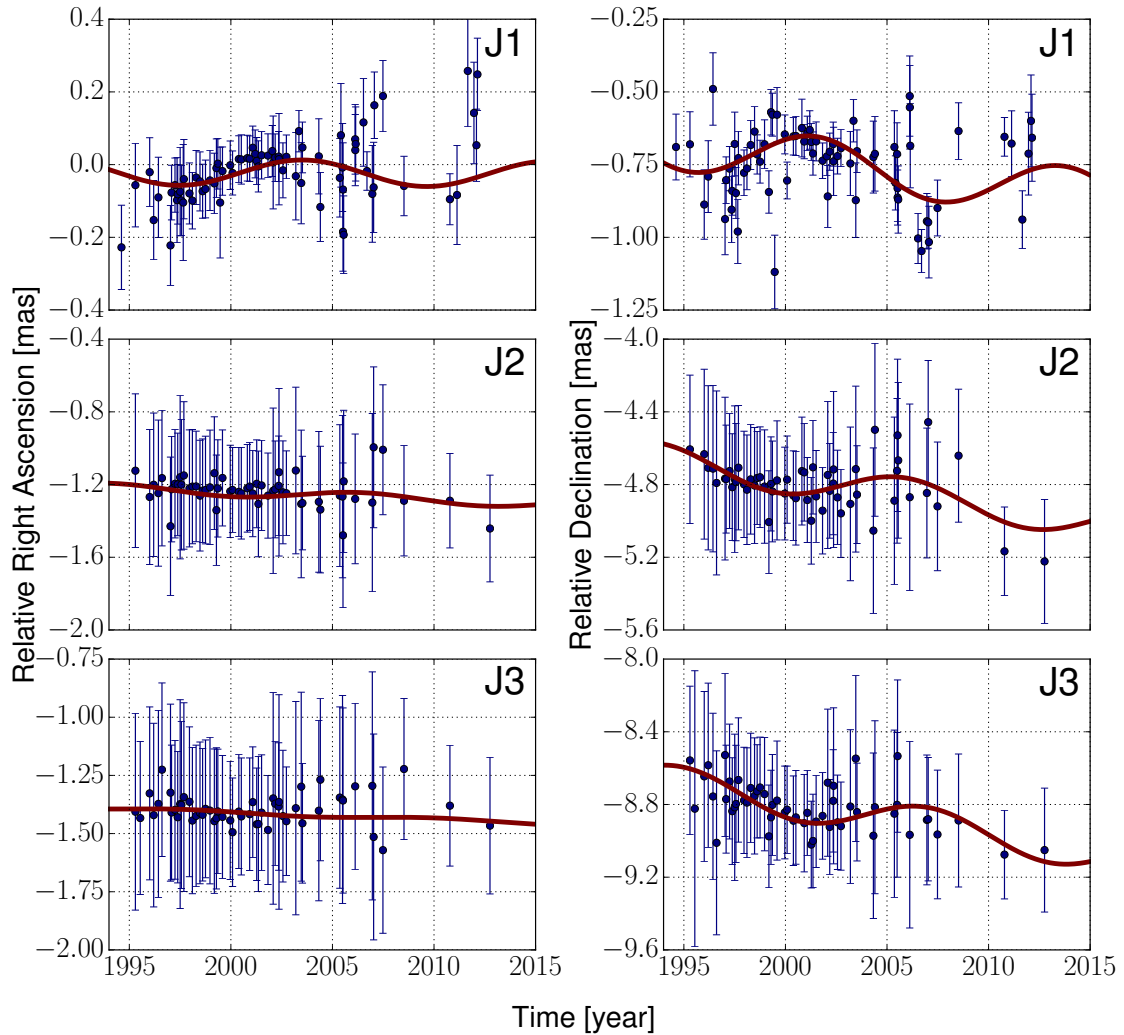 0.4
0.2
0.0
−0.2
−0.4
J1
−0.25
−0.50
−0.75
−1.00
−1.25
J1
−0.4
−0.8
−1.2
−1.6
−2.0
J2
−4.0
−4.4
−4.8
−5.2
−5.6
J2
−0.75
−1.00
−1.25
−1.50
−1.75
−2.00
J3
−8.0
−8.4
−8.8
−9.2
−9.6
J3
1995 2000 2005 2010 2015
1995 2000 2005 2010 2015
Relative Right Ascension [mas]
Relative Declination [mas]
Time [year]